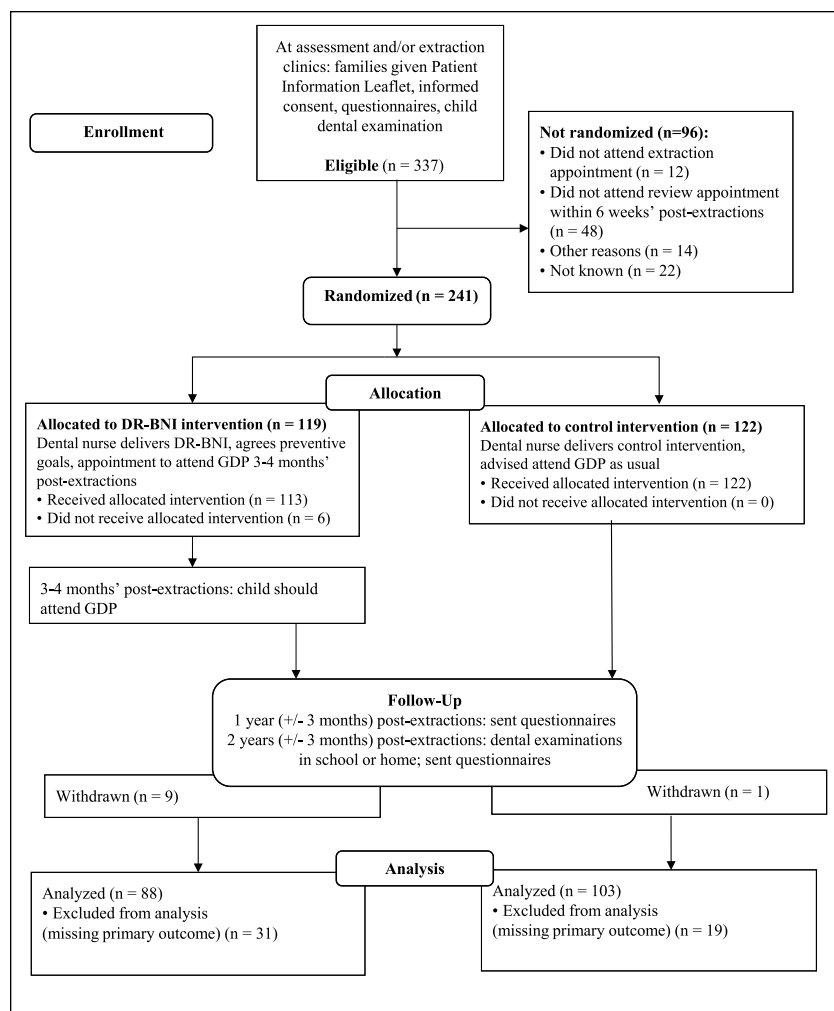 At assessment and/or extraction
clinics: families given Patient
Information Leaflet, informed
consent, questionnaires, child
dental examination
Eligible (n = 337)
Enrollment
Not randomized (n=96):
• Did not attend extraction
appointment (n = 12)
• Did not attend review appointment
within 6 weeks’ post-extractions
(n = 48)
• Other reasons (n = 14)
• Not known (n = 22)
Randomized (n = 241)
Allocation
Allocated to DR-BNI intervention (n = 119)
Dental nurse delivers DR-BNI, agrees preventive
goals, appointment to attend GDP 3-4 months’
post-extractions
• Received allocated intervention (n = 113)
• Did not receive allocated intervention (n = 6)
Allocated to control intervention (n = 122)
Dental nurse delivers control intervention,
advised attend GDP as usual
• Received allocated intervention (n = 122)
• Did not receive allocated intervention (n = 0)
3-4 months’ post-extractions: child should
attend GDP
Follow-Up
1 year (+/- 3 months) post-extractions: sent questionnaires
2 years (+/- 3 months) post-extractions: dental examinations
in school or home; sent questionnaires
Withdrawn (n = 9)
Withdrawn (n = 1)
Analysis
Analyzed (n = 88)
• Excluded from analysis
(missing primary outcome) (n = 31)
Analyzed (n = 103)
• Excluded from analysis
(missing primary outcome) (n = 19)